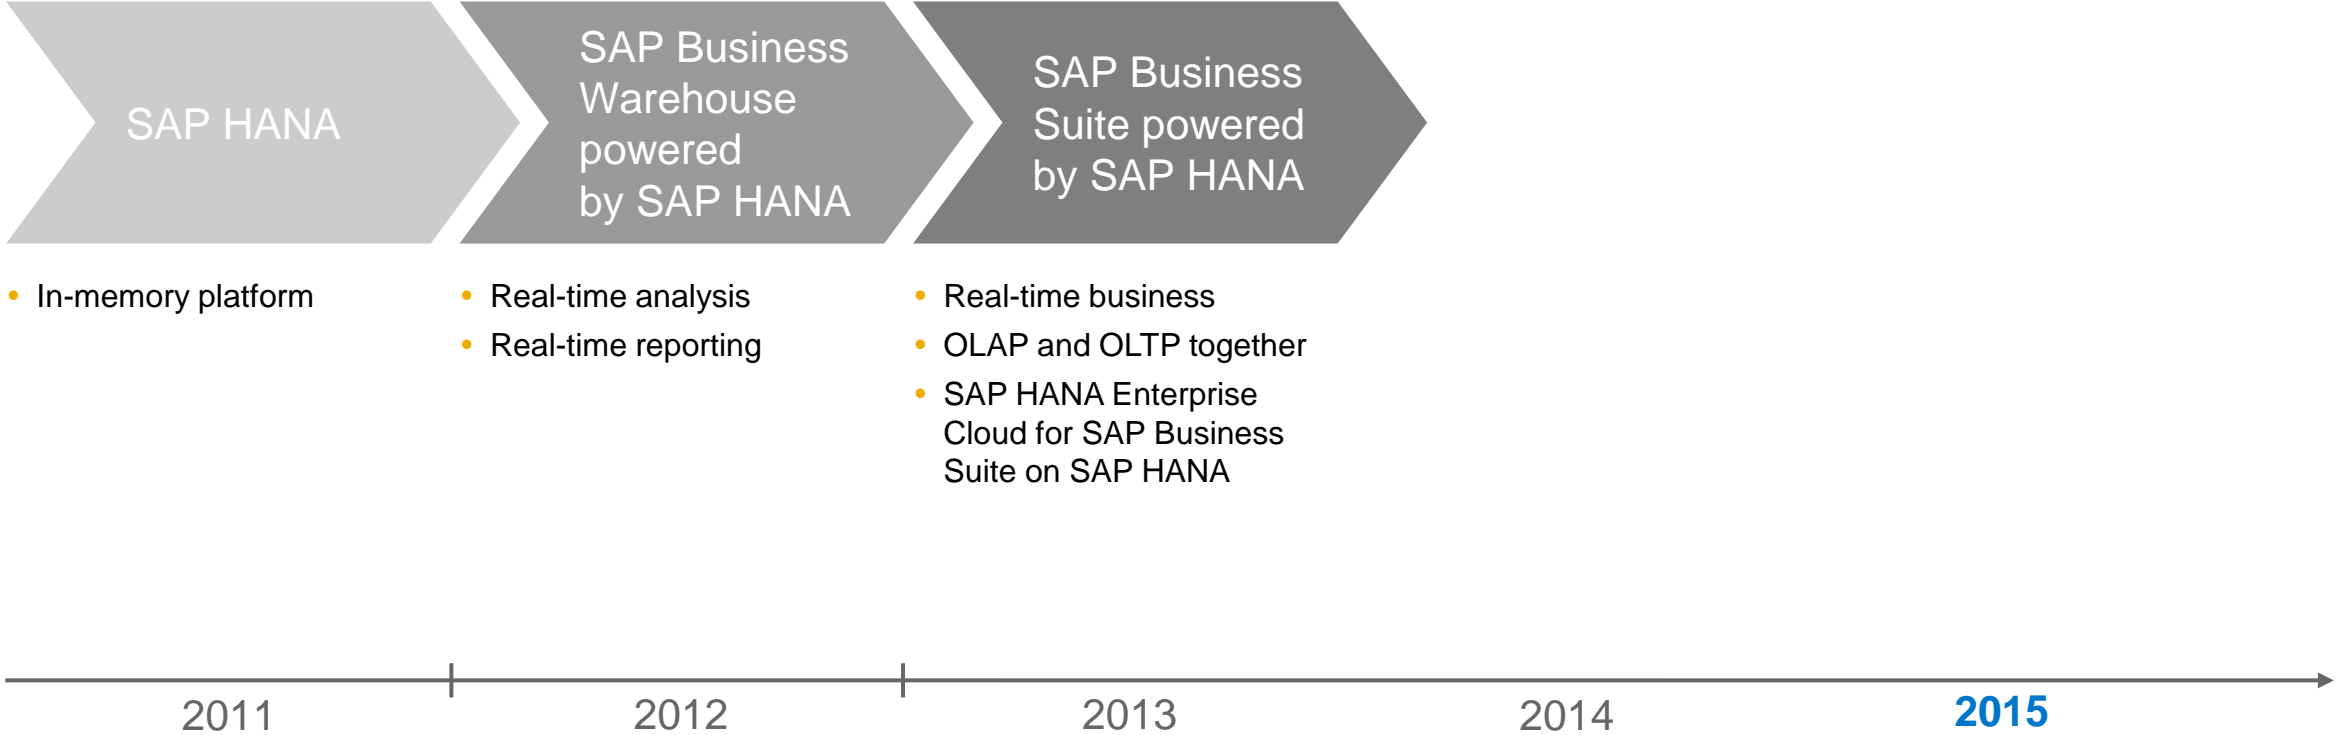 SAP HANA
SAP Business
Warehouse
powered
by SAP HANA
SAP Business
Suite powered
by SAP HANA
• In-memory platform
• Real-time analysis
• Real-time reporting
• Real-time business
• OLAP and OLTP together
• SAP HANA Enterprise
Cloud for SAP Business
Suite on SAP HANA
2011
2012
2013
2014
2015